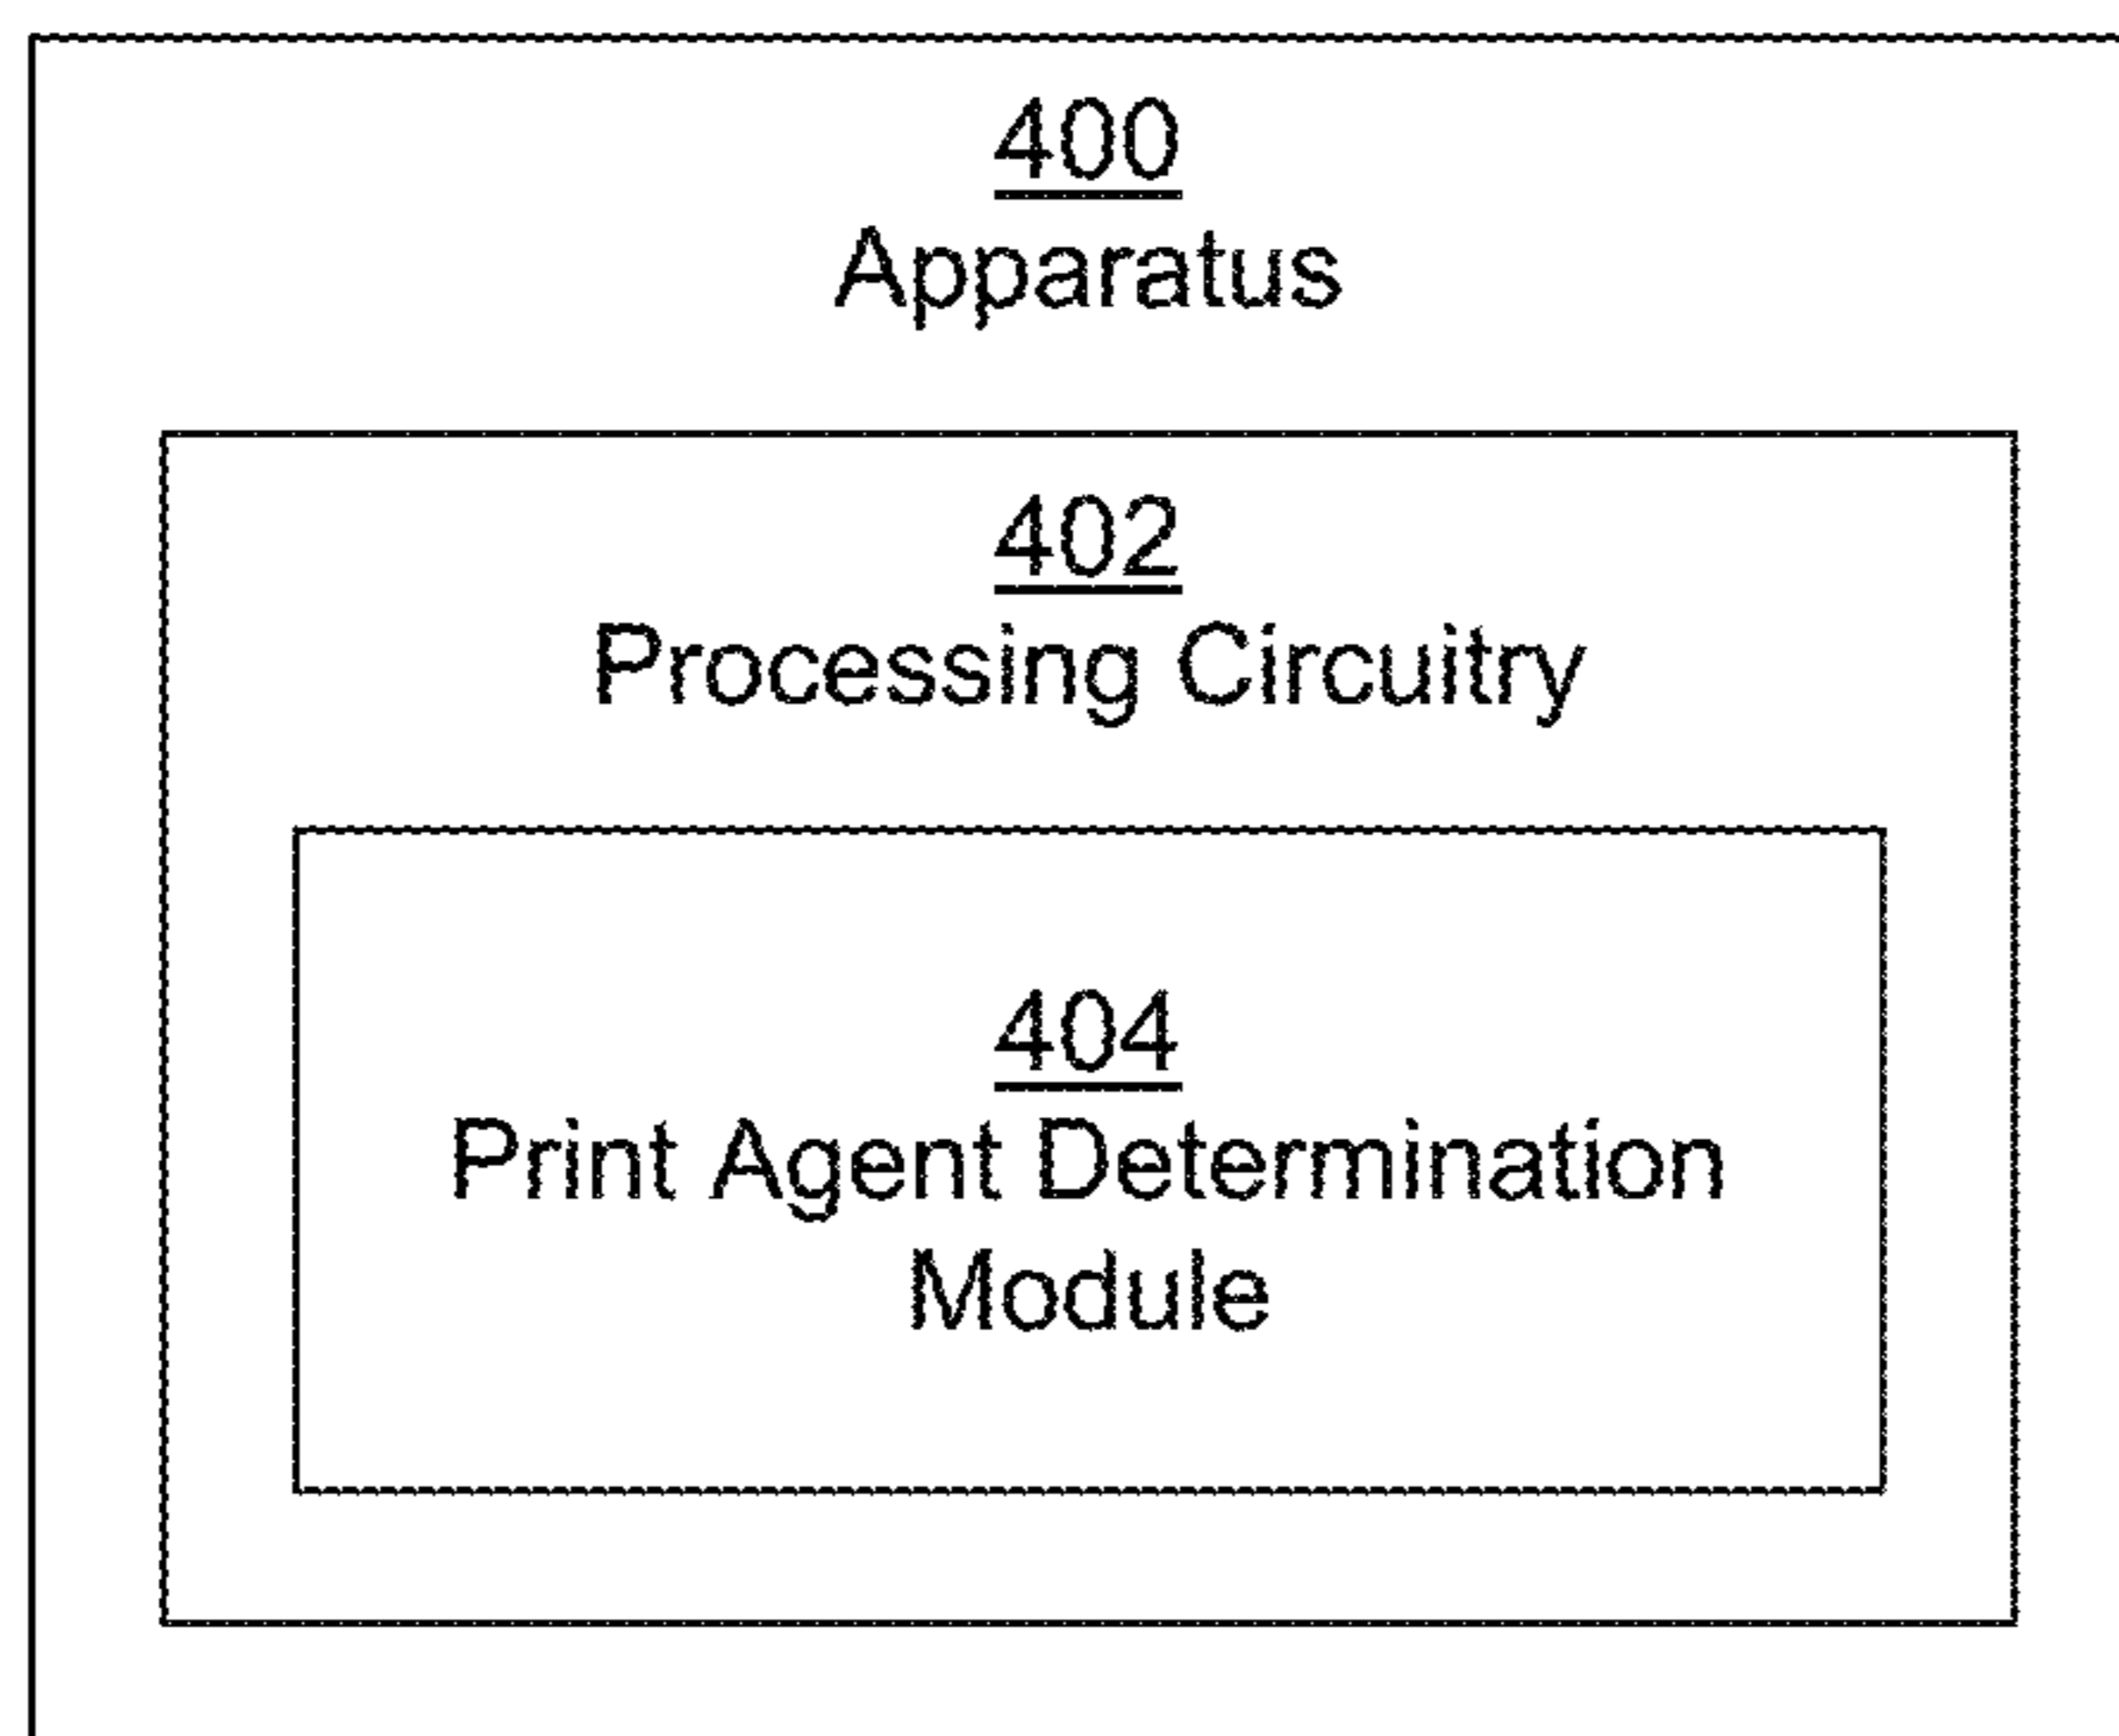 400
Apparatus
402
Processing Circuitry
404
Print Agent Determination
Module